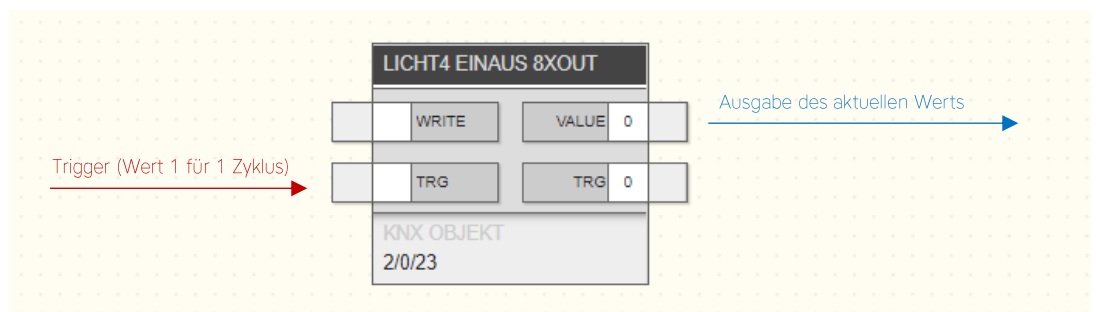 LICHT4 EINAUS 8XOUT
WRITE VALUE 0
Ausgabe des aktuellen Werts
Trigger (Wert 1 für 1 Zyklus)
TRG TRG 0
KNX OBJEKT
2/0/23